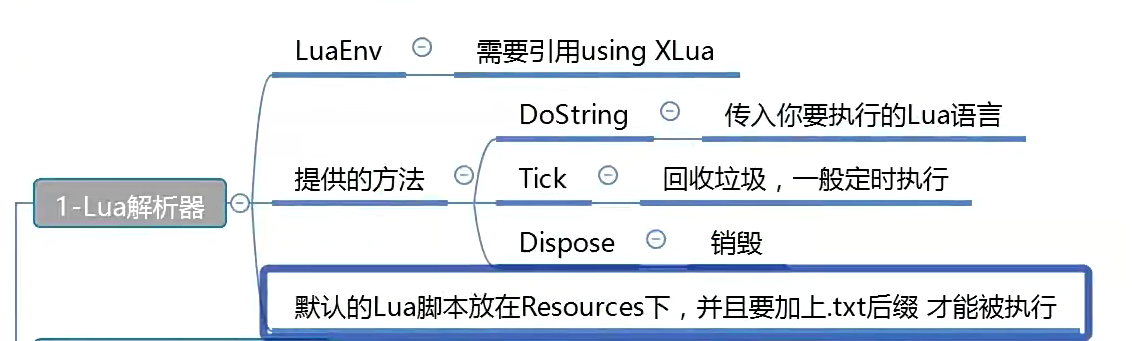 LuaEnv
需要引用using XLua
DoString
传入你要执行的Lua语言
提供的方法
Tick
回收垃圾，一般定时执行
1-Lua解析器
Dispose
销毁
默认的Lua脚本放在Resources下，并且要加上.txt后缀 才能被执行